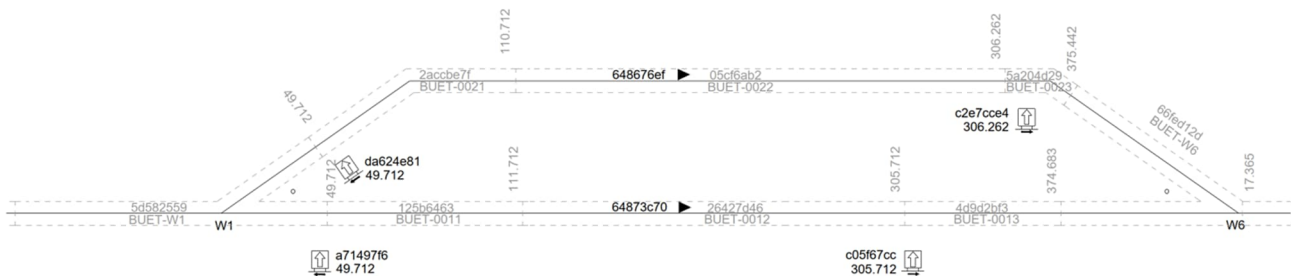 110.712
306.262
375.442
2accbe7f
BUET-0021
648676ef
05cf6ab2
BUET-0022
5a204d29
BUET-0023
49.712
c2e7cce4
306.262
66fed12d
BUET-W6
da624e81
49.712
49.712
111.712
305.712
374.683
17.365
5d582559
BUET-W1
W1
125b6463
BUET-0011
64873c70
26427d46
BUET-0012
4d9d2bf3
BUET-0013
W6
a71497f6
49.712
c05f67cc
305.712